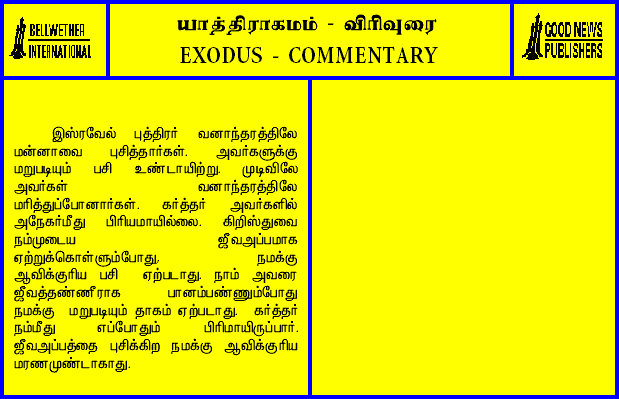 BELLWETHER
INTERNATIONAL
யாத்திராகமம் - விரிவுரை
EXODUS - COMMENTARY
GOOD NEWS
PUBLISHERS
இஸ்ரவேல் புத்திரர் வனாந்தரத்திலே
மன்னாவை புசித்தார்கள். அவர்களுக்கு
மறுபடியும் பசி உண்டாயிற்று. முடிவிலே
அவர்கள் வனாந்தரத்திலே
மரித்துப்போனார்கள். கர்த்தர் அவர்களில்
அநேகர்மீது பிரியமாயில்லை. கிறிஸ்துவை
நம்முடைய ஜீவஅப்பமாக
ஏற்றுக்கொள்ளும்போது, நமக்கு
ஆவிக்குரிய பசி ஏற்படாது. நாம் அவரை
ஜீவத்தண்ணீராக பானம்பண்ணும்போது
நமக்கு மறுபடியும் தாகம் ஏற்படாது. கர்த்தர்
நம்மீது எப்போதும் பிரிமாயிருப்பார்.
ஜீவஅப்பத்தை புசிக்கிற நமக்கு ஆவிக்குரிய
மரணமுண்டாகாது.